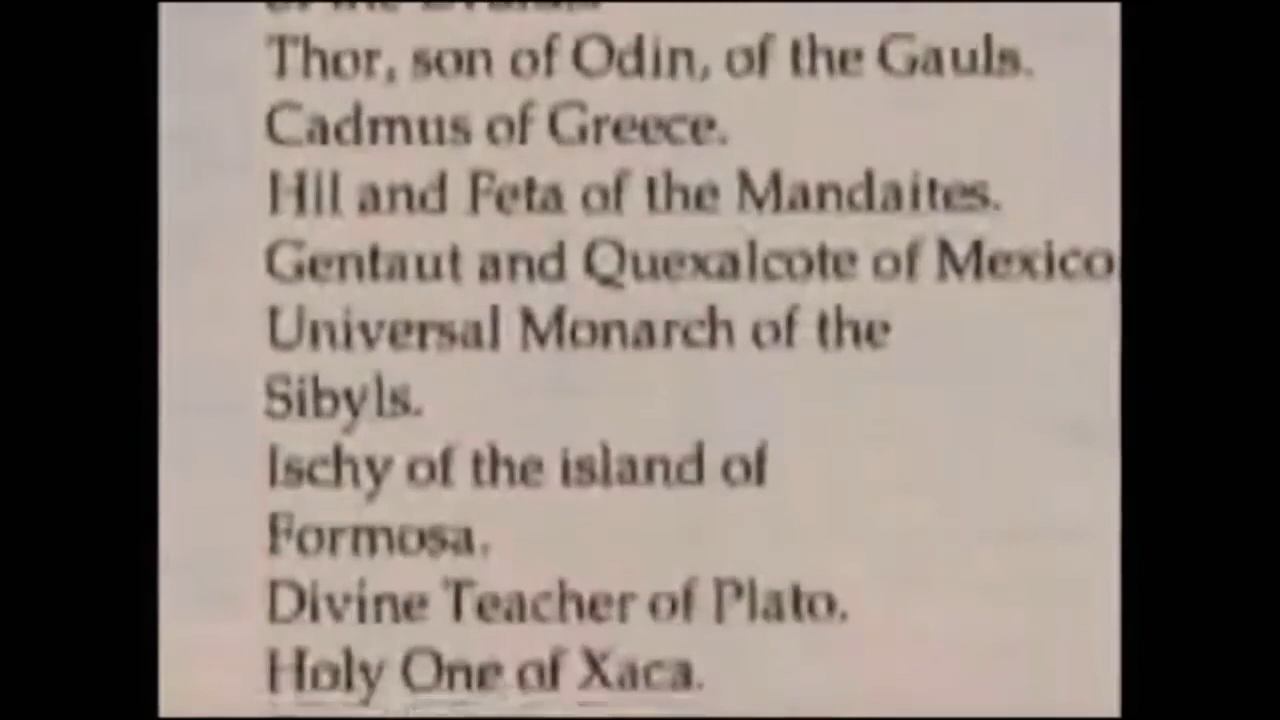 Thor, son of Odin, of the Gauls.
Cadmus of Greece.
Hil and Feta of the Mandaites.
Gentaut and Quexalcote of Mexico
Universal Monarch of the
Sibyls.
Ischy of the island of
Formosa.
Divine Teacher of Plato.
Holy One of Xaca.